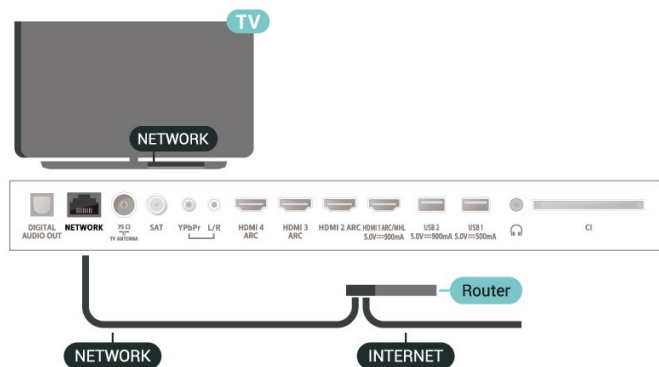 TV
NETWORK
DIGITAL
AUDIO OUT
NETWORK
75 Ω
TV ANTENNA
SAT
YPbPr
L/R
HDMI 4
ARC
HDMI 3
ARC
HDMI 2 ARC
HDMI 1 ARC/MHL
5.0V⎓900mA
USB 2
5.0V⎓900mA
USB 1
5.0V⎓500mA
CI
Router
NETWORK
INTERNET